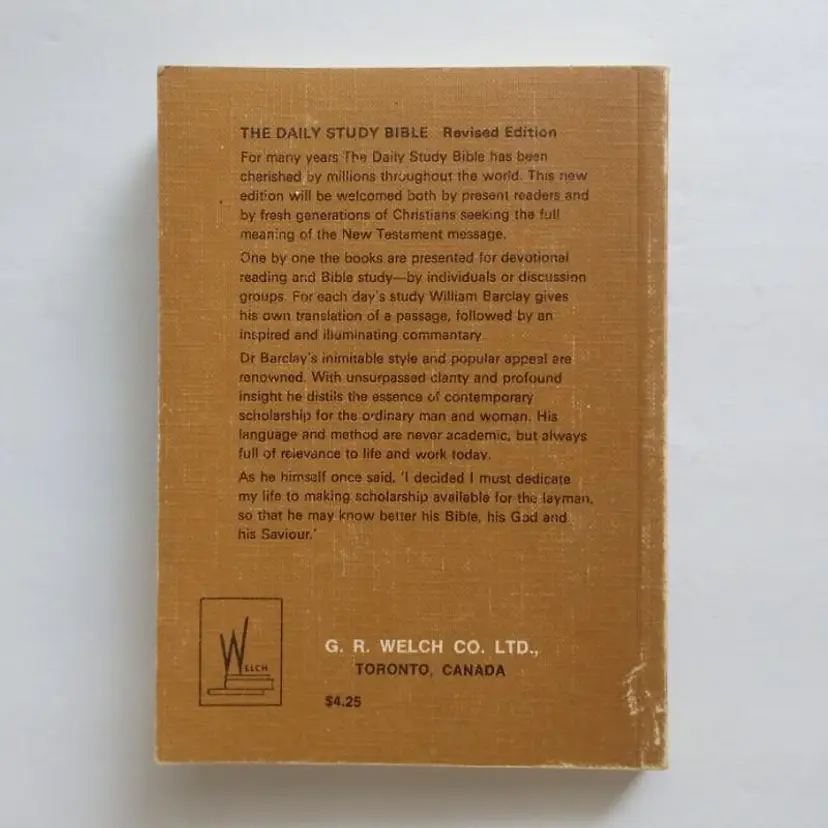 THE DAILY STUDY BIBLE Revised Edition
For many years The Daily Study Bible has been
cherished by millions throughout the world. This new
edition will be welcomed both by present readers and
by fresh generations of Christians seeking the full
meaning of the New Testament message.
One by one the books are presented for devotional
reading and Bible study—by individuals or discussion
groups. For each day's study William Barclay gives
his own translation of a passage, followed by an
inspired and illuminating commentary.
Dr Barclay's inimitable style and popular appeal are
renowned. With unsurpassed clarity and profound
insight he distils the essence of contemporary
scholarship for the ordinary man and woman. His
language and method are never academic, but always
full of relevance to life and work today.
As he himself once said, 'I decided I must dedicate
my life to making scholarship available for the layman,
so that he may know better his Bible, his God and
his Saviour.'
WELCH
G. R. WELCH CO. LTD.,
TORONTO, CANADA
$4.25